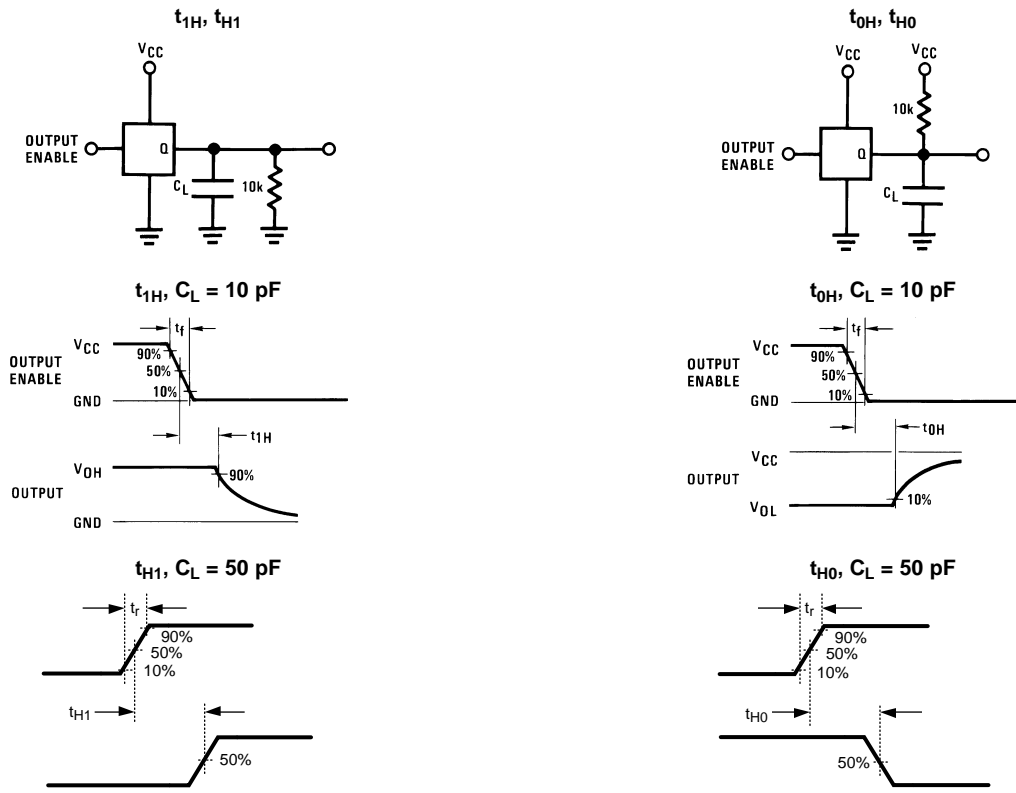 t1H, tH1
VCC
OUTPUT
ENABLE
Q
CL
10k
t0H, tH0
VCC
VCC
10k
OUTPUT
ENABLE
Q
CL
t1H, CL = 10 pF
tf
VCC
90%
OUTPUT
ENABLE
50%
10%
GND
t1H
VOH
90%
OUTPUT
GND
t0H, CL = 10 pF
tf
VCC
90%
OUTPUT
ENABLE
50%
10%
GND
t0H
VCC
OUTPUT
10%
VOL
tH1, CL = 50 pF
tr
90%
50%
10%
tH1
50%
tH0, CL = 50 pF
tr
90%
50%
10%
tH0
50%